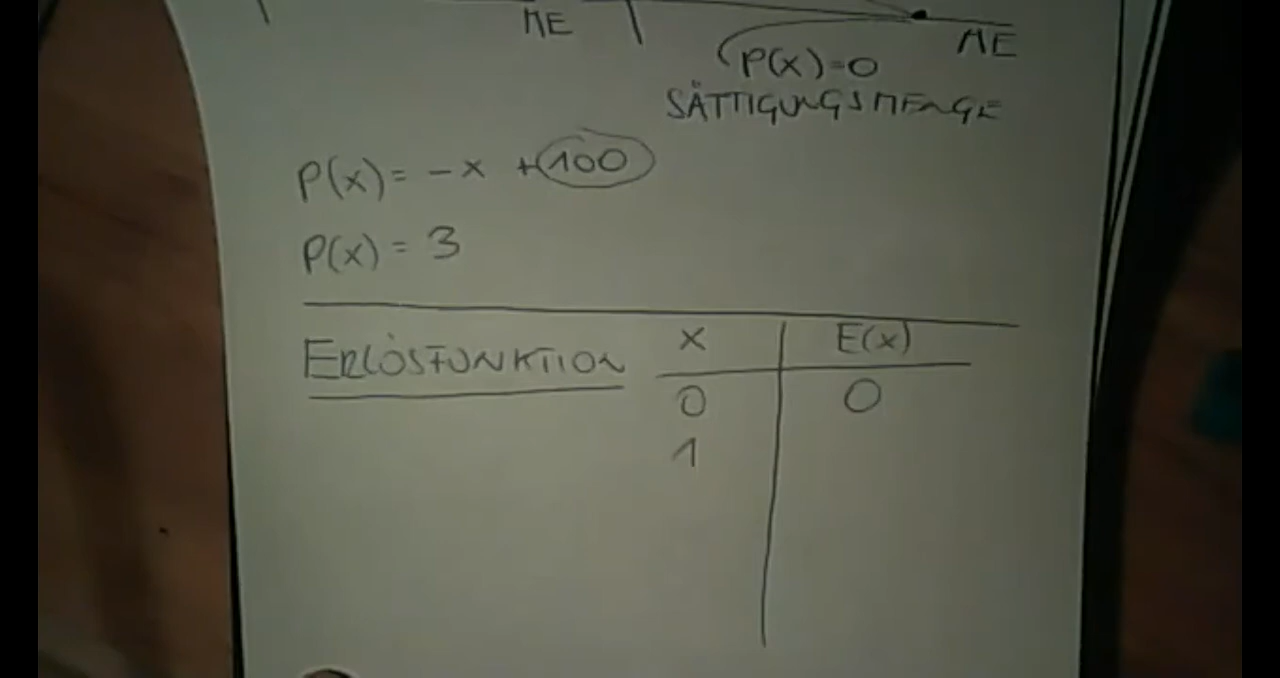 ME
ME
P(x)=0
SÄTTIGUNGSMENGE
P(x) = -x +100
P(x) = 3
ERLÖSFUNKTION
x E(x)
0 0
1